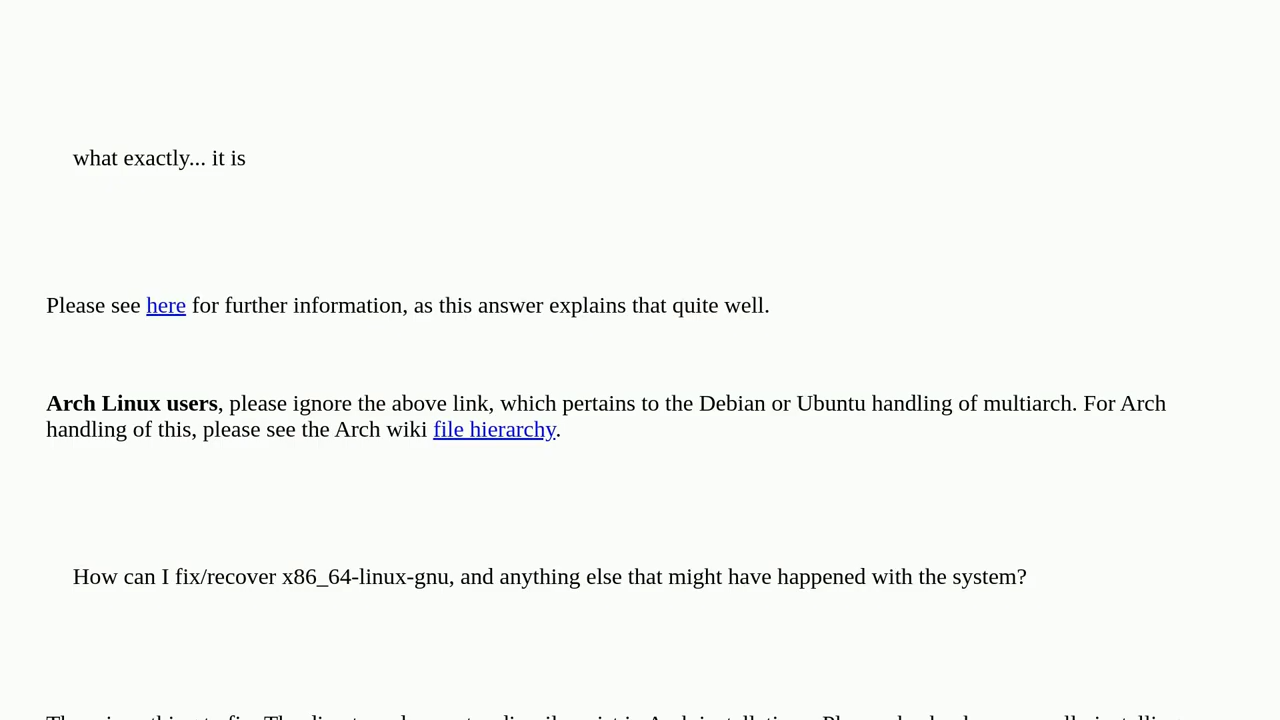 what exactly... it is
Please see here for further information, as this answer explains that quite well.
Arch Linux users, please ignore the above link, which pertains to the Debian or Ubuntu handling of multiarch. For Arch
handling of this, please see the Arch wiki file hierarchy.
How can I fix/recover x86_64-linux-gnu, and anything else that might have happened with the system?